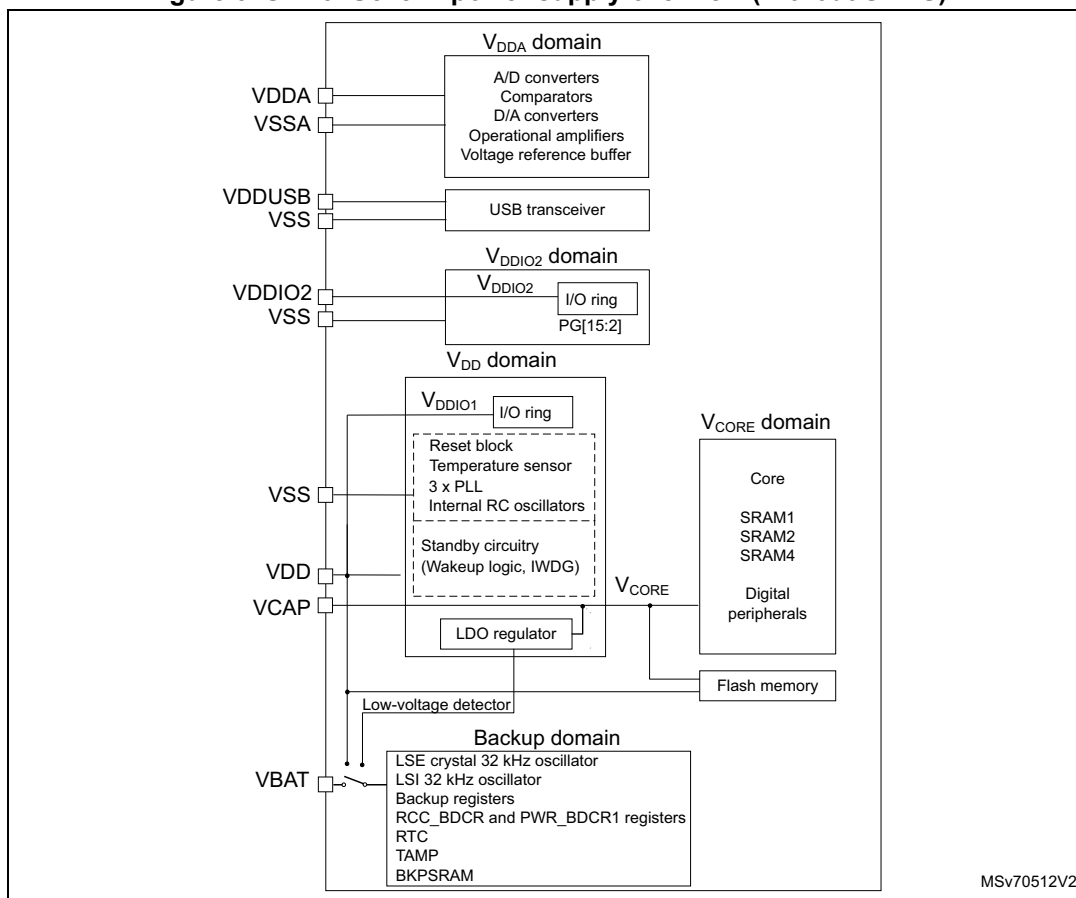 VDDA domain
A/D converters
Comparators
D/A converters
Operational amplifiers
Voltage reference buffer
VDDA
VSSA
VDDUSB
VSS
USB transceiver
VDDIO2 domain
VDDIO2
VSS
VDDIO2
I/O ring
PG[15:2]
VDD domain
VDDIO1
I/O ring
Reset block
Temperature sensor
3 x PLL
Internal RC oscillators
Standby circuitry
(Wakeup logic, IWDG)
VSS
VDD
VCAP
LDO regulator
VCORE
VCORE domain
Core
SRAM1
SRAM2
SRAM4
Digital
peripherals
Flash memory
Low-voltage detector
Backup domain
VBAT
LSE crystal 32 kHz oscillator
LSI 32 kHz oscillator
Backup registers
RCC_BDCR and PWR_BDCR1 registers
RTC
TAMP
BKPSRAM
MSv70512V2